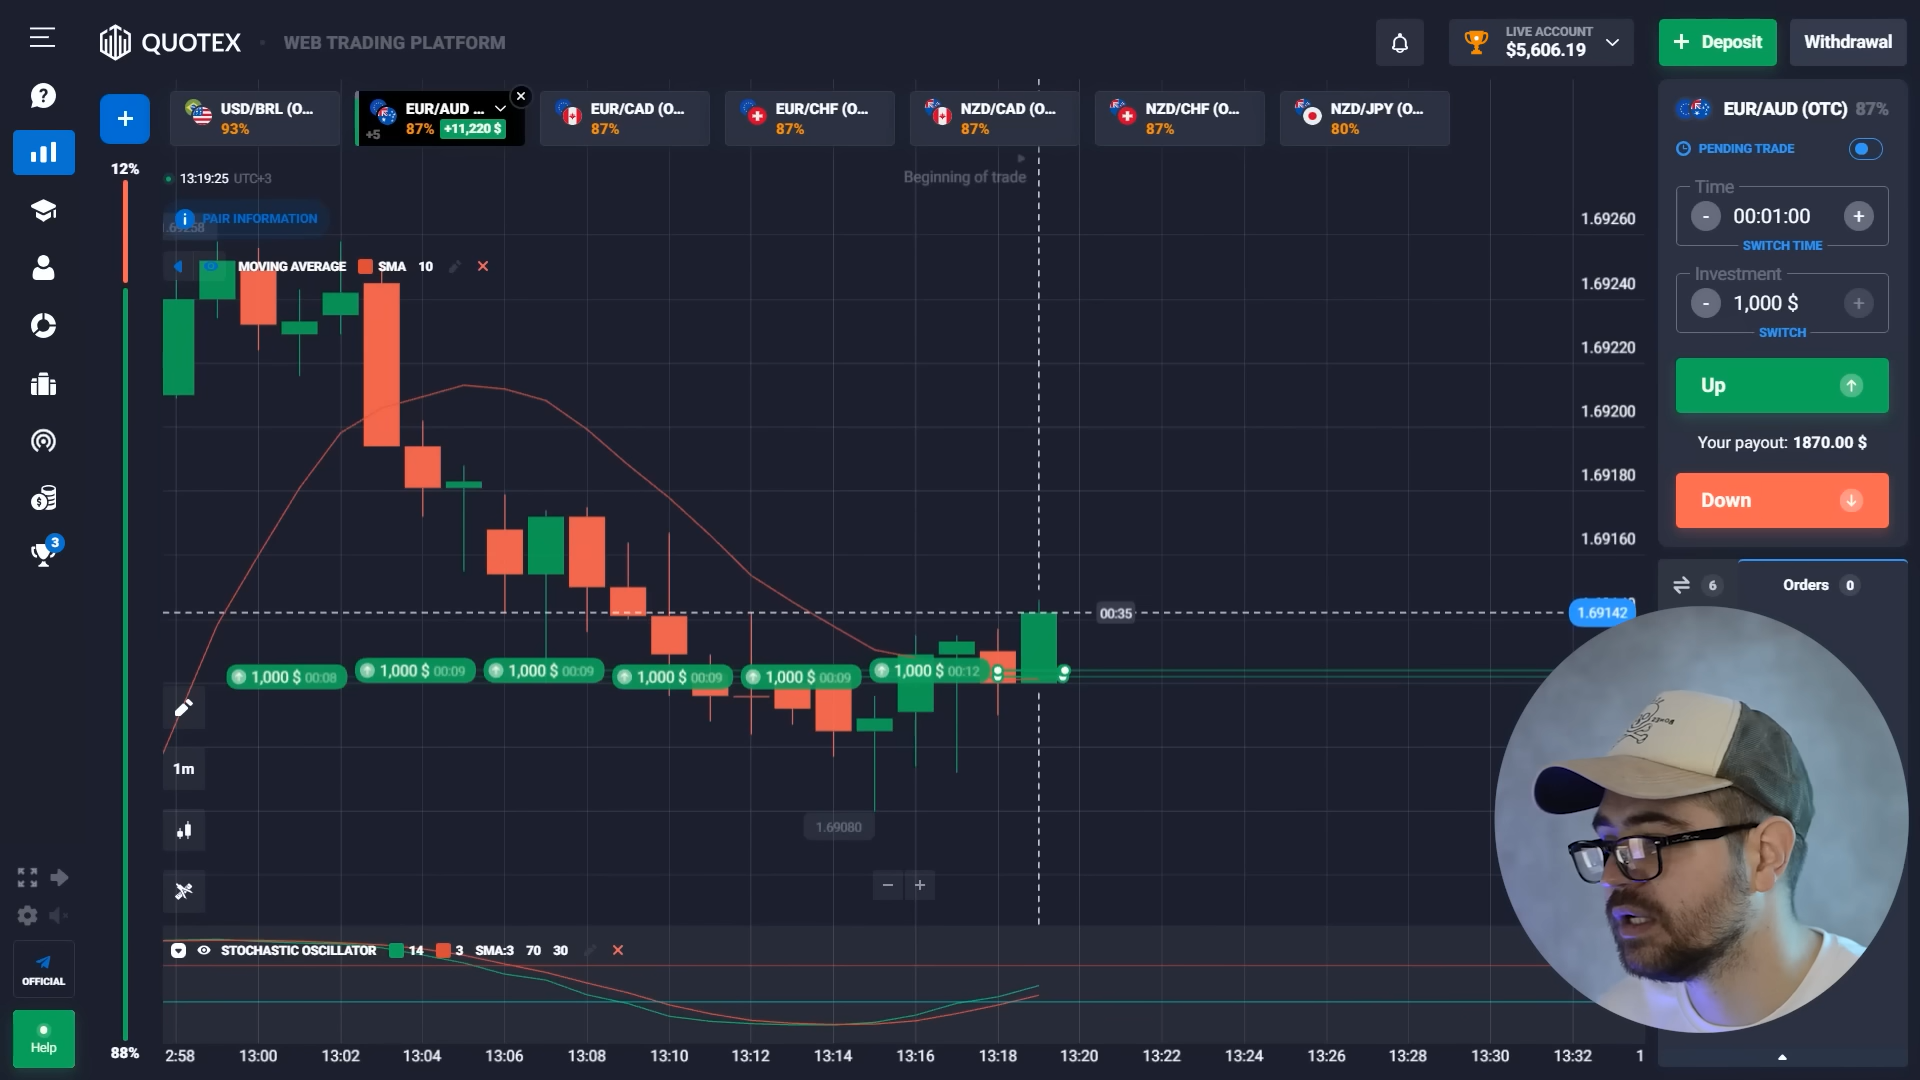 QUOTEX
WEB TRADING PLATFORM
LIVE ACCOUNT
$5,606.19
Deposit
Withdrawal
USD/BRL (O...
93%
EUR/AUD ...
+5
87%
+11,220 $
EUR/CAD (O...
87%
EUR/CHF (O...
87%
NZD/CAD (O...
87%
NZD/CHF (O...
87%
NZD/JPY (O...
80%
EUR/AUD (OTC) 87%
PENDING TRADE
Time
- 00:01:00 +
SWITCH TIME
Investment
- 1,000 $ +
SWITCH
Up
Your payout: 1870.00 $
Down
6
Orders 0
12%
13:19:25 UTC+3
Beginning of trade
PAIR INFORMATION
1.69258
MOVING AVERAGE SMA 10
1.69260
1.69240
1.69220
1.69200
1.69180
1.69160
00:35
1.69142
1,000 $ 00:08
1,000 $ 00:09
1,000 $ 00:09
1,000 $ 00:09
1,000 $ 00:09
1,000 $ 00:12
1m
1.69080
STOCHASTIC OSCILLATOR 14 3 SMA:3 70 30
3
OFFICIAL
Help
88%
2:58
13:00
13:02
13:04
13:06
13:08
13:10
13:12
13:14
13:16
13:18
13:20
13:22
13:24
13:26
13:28
13:30
13:32
1